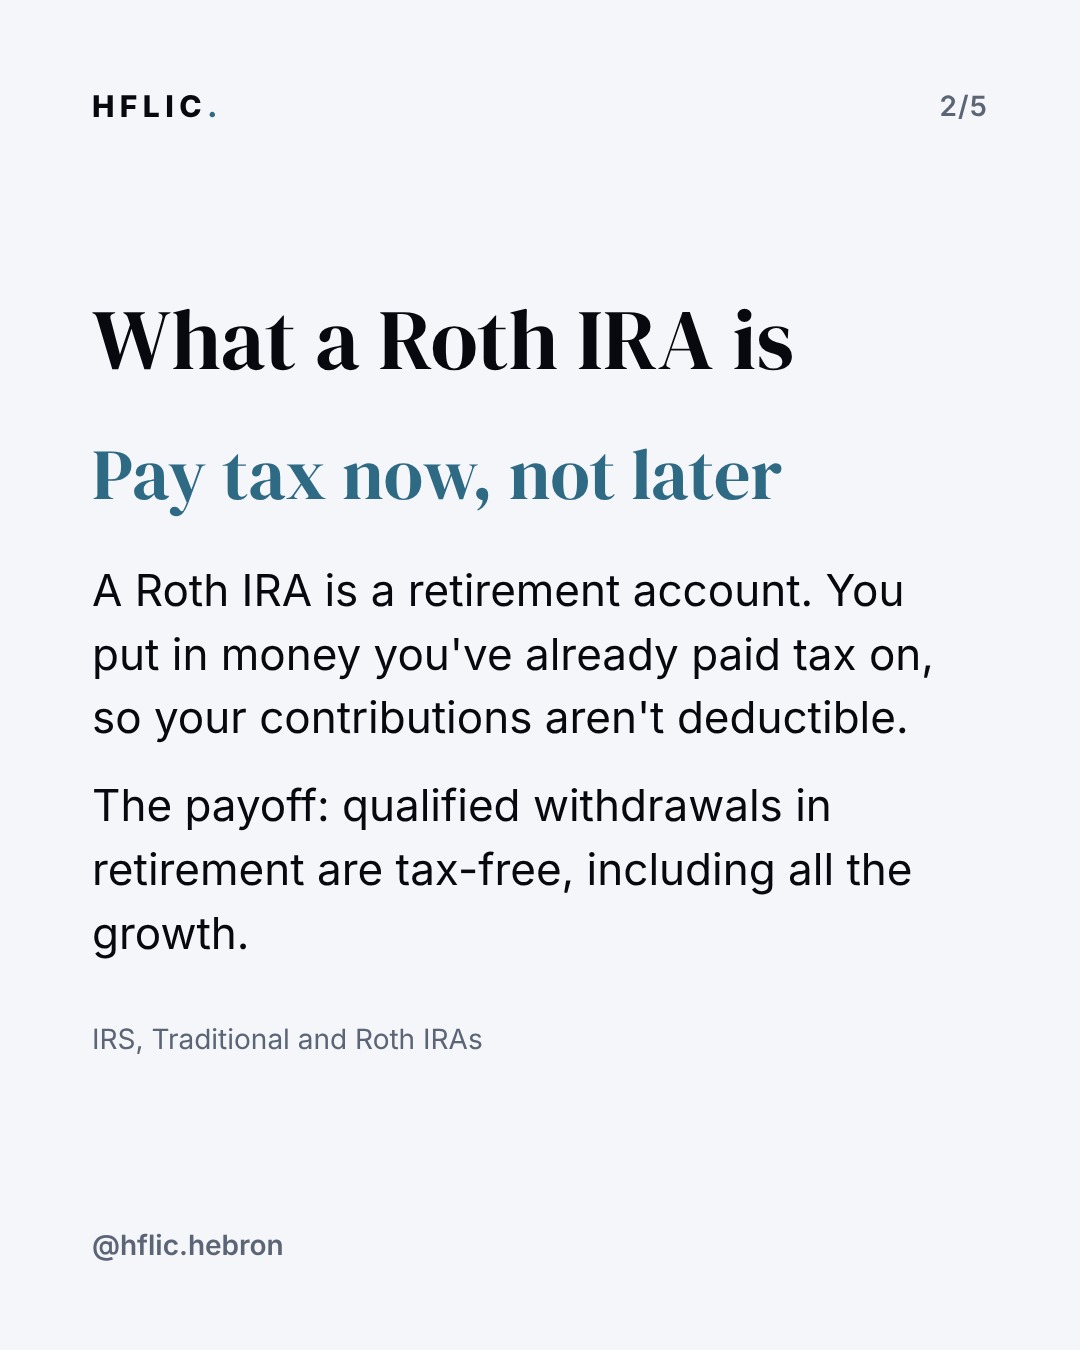 HFLIC.
2/5
What a Roth IRA is
Pay tax now, not later
A Roth IRA is a retirement account. You
put in money you've already paid tax on,
so your contributions aren't deductible.
The payoff: qualified withdrawals in
retirement are tax-free, including all the
growth.
IRS, Traditional and Roth IRAs
@hflic.hebron